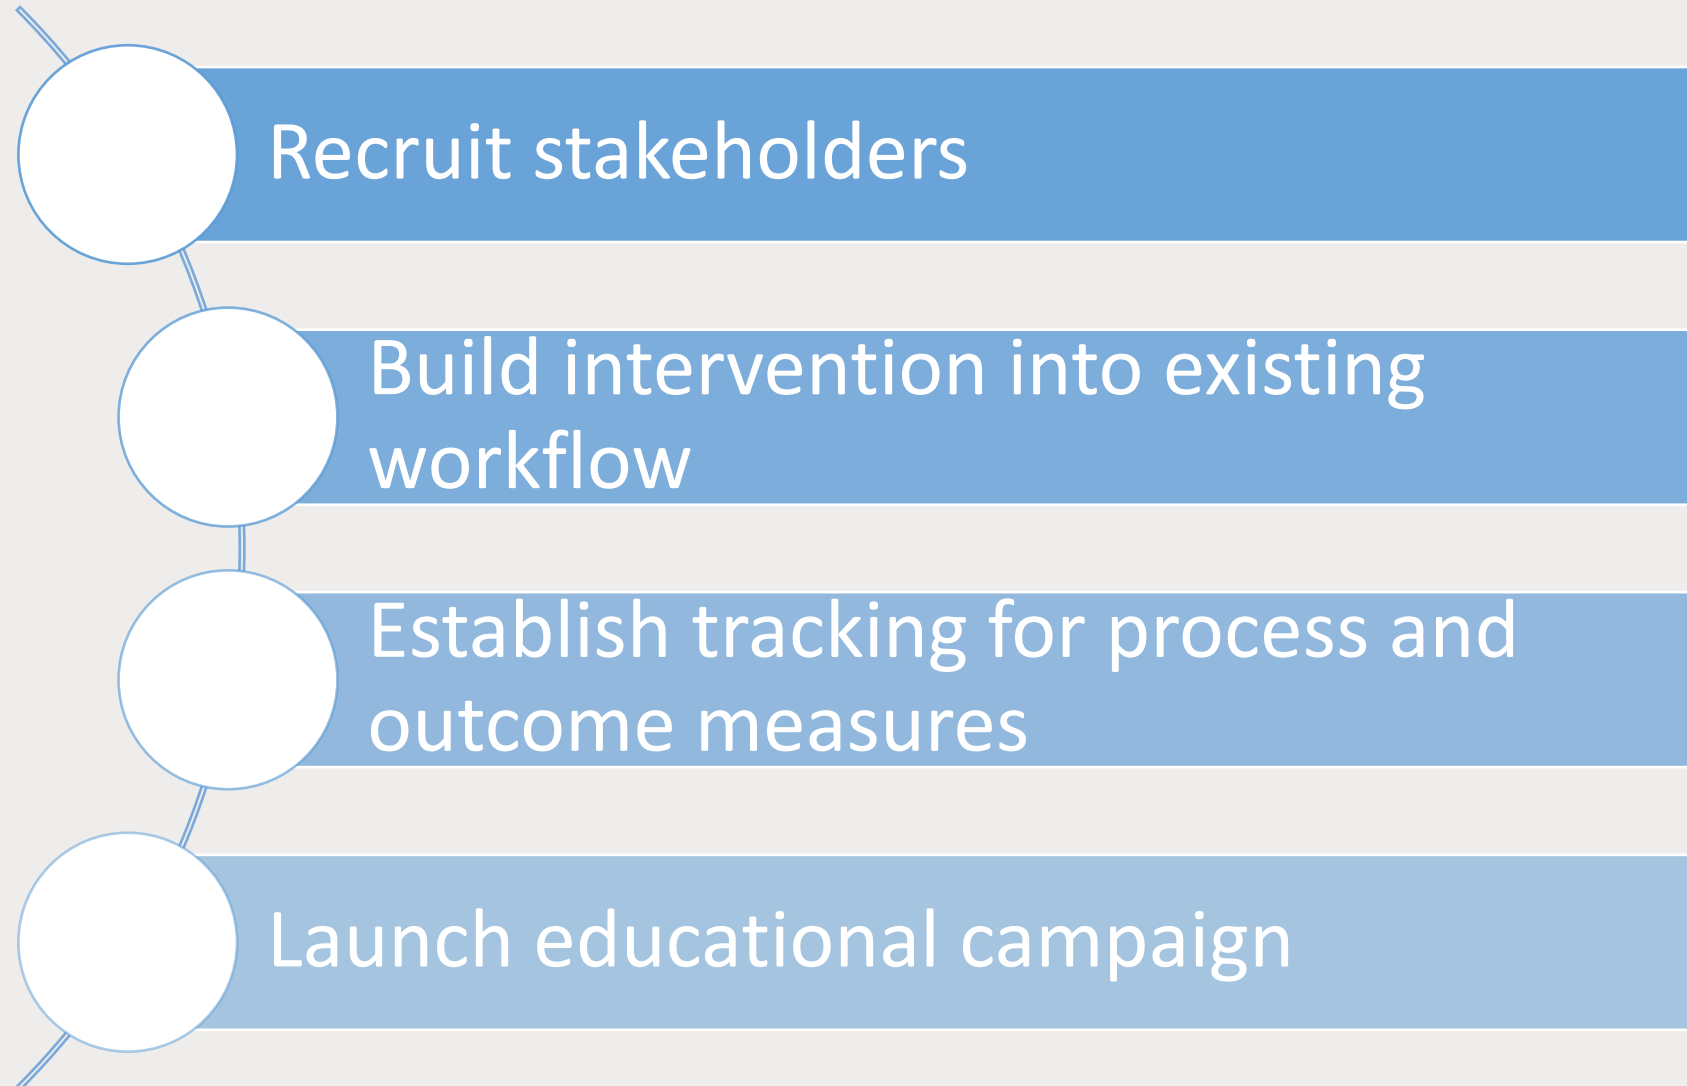 Recruit stakeholders
Build intervention into existing
workflow
Establish tracking for process and
outcome measures
Launch educational campaign